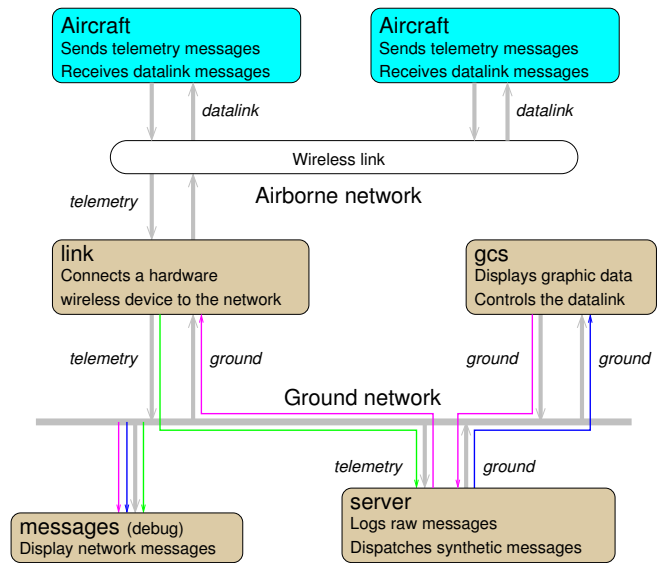 Aircraft
Sends telemetry messages
Receives datalink messages
Aircraft
Sends telemetry messages
Receives datalink messages
datalink
datalink
Wireless link
telemetry
Airborne network
link
Connects a hardware
wireless device to the network
gcs
Displays graphic data
Controls the datalink
telemetry
ground
ground
ground
Ground network
telemetry
ground
messages (debug)
Display network messages
server
Logs raw messages
Dispatches synthetic messages